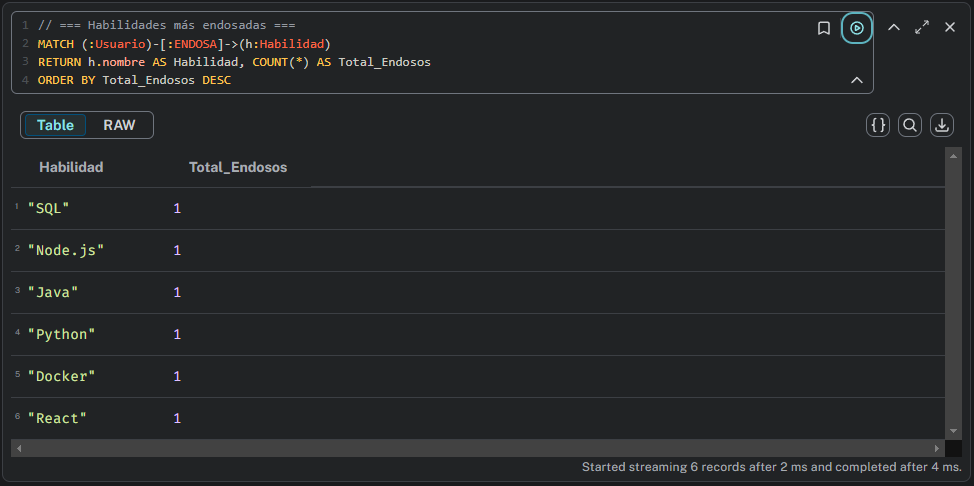 1 // === Habilidades más endosadas ===
2 MATCH (:Usuario)-[:ENDOSA]->(h:Habilidad)
3 RETURN h.nombre AS Habilidad, COUNT(*) AS Total_Endosos
4 ORDER BY Total_Endosos DESC
Table RAW
Habilidad Total_Endosos
1 "SQL" 1
2 "Node.js" 1
3 "Java" 1
4 "Python" 1
5 "Docker" 1
6 "React" 1
Started streaming 6 records after 2 ms and completed after 4 ms.